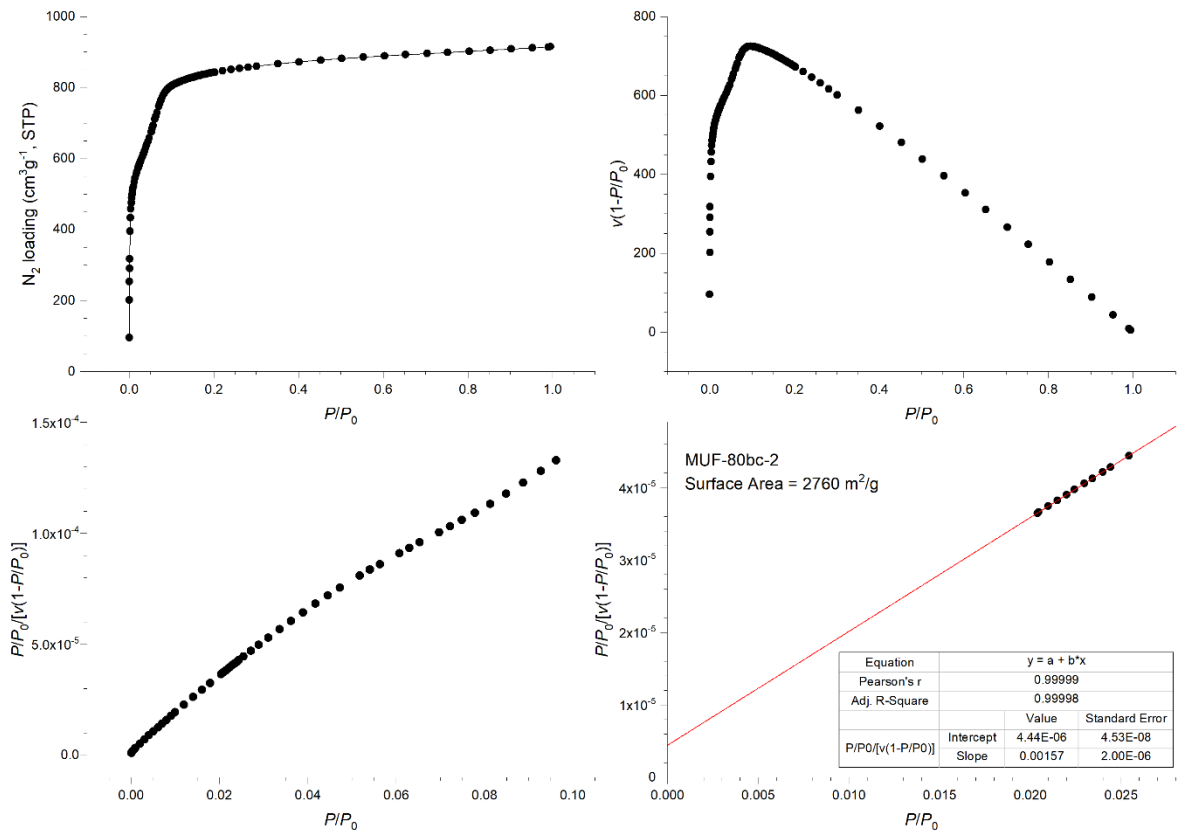 1000
800
600
400
200
0
N₂ loading (cm³g⁻¹, STP)
0.0 0.2 0.4 0.6 0.8 1.0
P/P₀
800
600
400
200
0
v(1-P/P₀)
0.0 0.2 0.4 0.6 0.8 1.0
P/P₀
1.5x10⁻⁴
1.0x10⁻⁴
5.0x10⁻⁵
0.0
P/P₀/[v(1-P/P₀)]
0.00 0.02 0.04 0.06 0.08 0.10
P/P₀
4x10⁻⁵
3x10⁻⁵
2x10⁻⁵
1x10⁻⁵
0
P/P₀/[v(1-P/P₀)]
MUF-80bc-2
Surface Area = 2760 m²/g
Equation y = a + b*x
Pearson's r 0.99999
Adj. R-Square 0.99998
Value Standard Error
P/P0/[v(1-P/P0)] Intercept 4.44E-06 4.53E-08
Slope 0.00157 2.00E-06
0.000 0.005 0.010 0.015 0.020 0.025
P/P₀